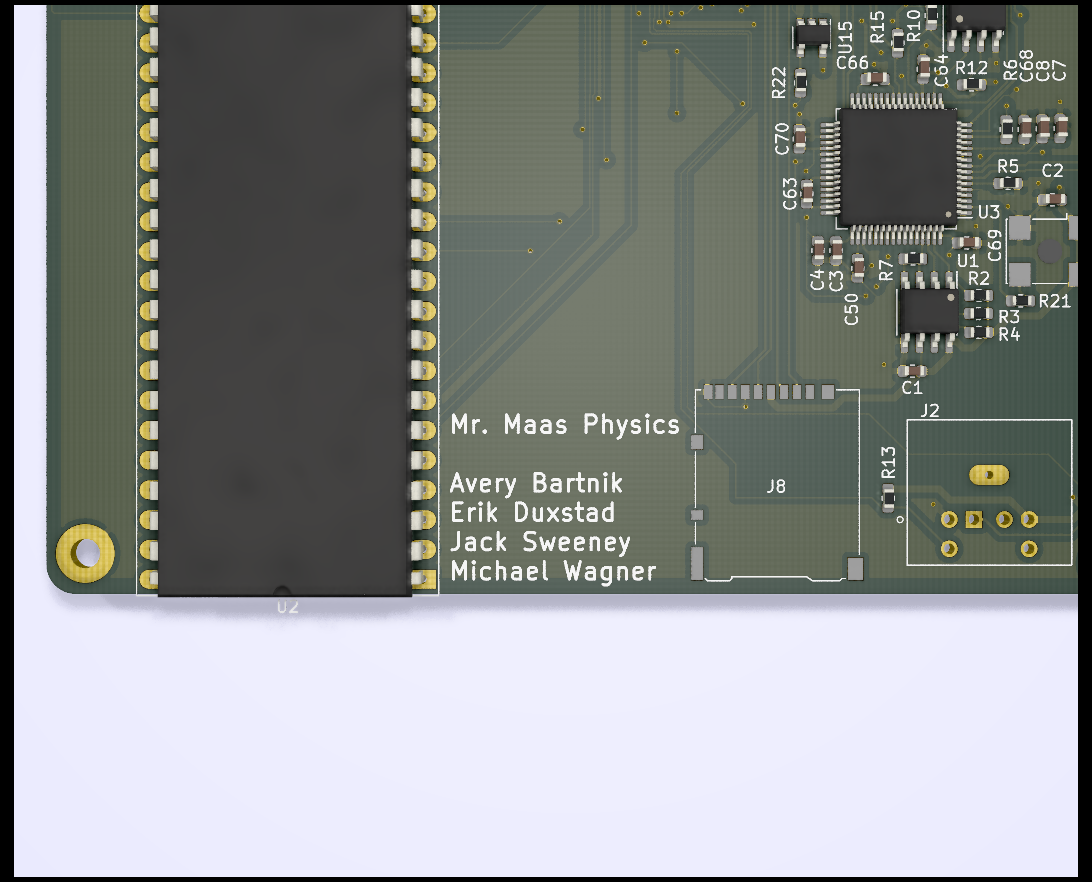 U15
R15
R10
C66
C64
R12
R6
C68
C8
C7
R22
C70
C63
R5
C2
U3
C69
U1
R7
C4
C3
C50
R2
R21
R3
R4
C1
J2
Mr. Maas Physics
R13
J8
Avery Bartnik
Erik Duxstad
Jack Sweeney
Michael Wagner
U2